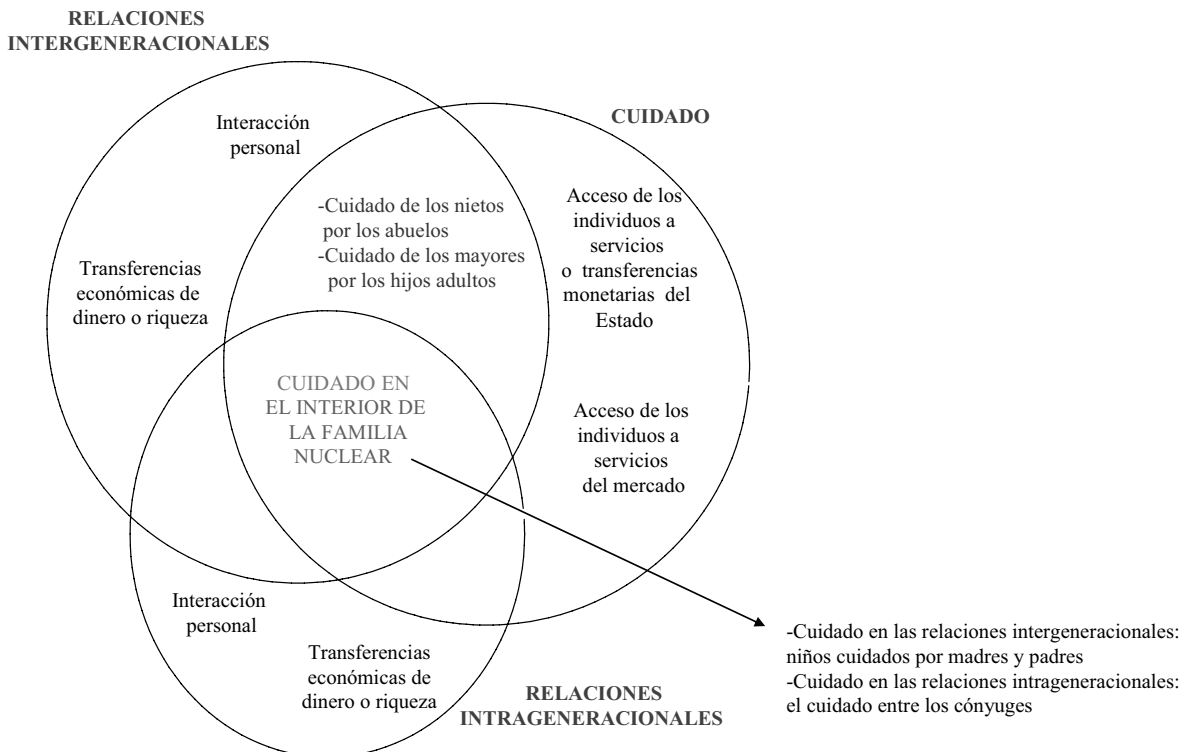 RELACIONES
INTERGENERACIONALES
Interacción
personal
CUIDADO
-Cuidado de los nietos
por los abuelos
-Cuidado de los mayores
por los hijos adultos
Acceso de los
individuos a
servicios
o transferencias
monetarias del
Estado
Transferencias
económicas de
dinero o riqueza
CUIDADO EN
EL INTERIOR DE
LA FAMILIA
NUCLEAR
Acceso de los
individuos a
servicios
del mercado
Interacción
personal
Transferencias
económicas de
dinero o riqueza
RELACIONES
INTRAGENERACIONALES
-Cuidado en las relaciones intergeneracionales:
niños cuidados por madres y padres
-Cuidado en las relaciones intrageneracionales:
el cuidado entre los cónyuges